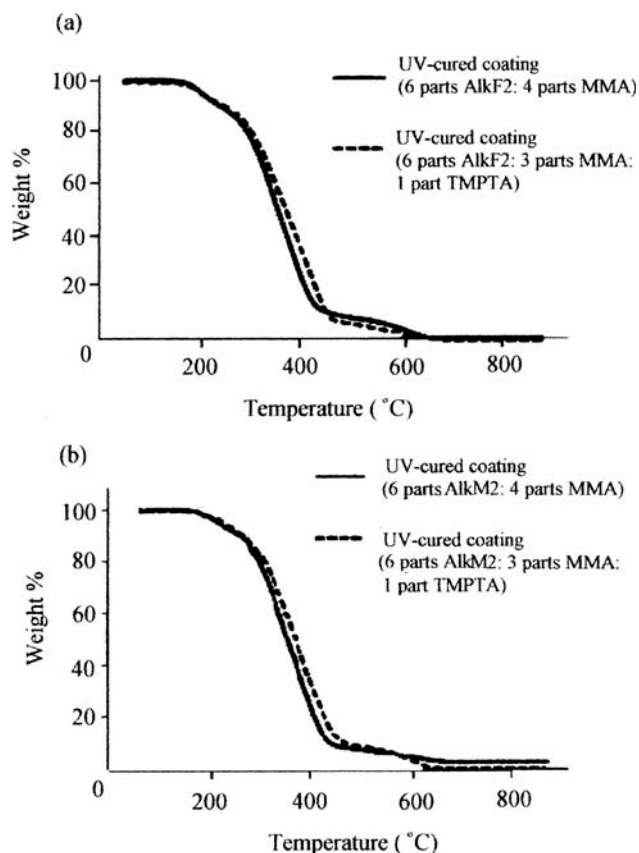 (a)
UV-cured coating
(6 parts AlkF2: 4 parts MMA)
UV-cured coating
(6 parts AlkF2: 3 parts MMA:
1 part TMPTA)
Weight %
100
80
60
40
20
0
200
400
600
800
Temperature (°C)
(b)
UV-cured coating
(6 parts AlkM2: 4 parts MMA)
UV-cured coating
(6 parts AlkM2: 3 parts MMA:
1 part TMPTA)
Weight %
100
80
60
40
20
0
200
400
600
800
Temperature (°C)